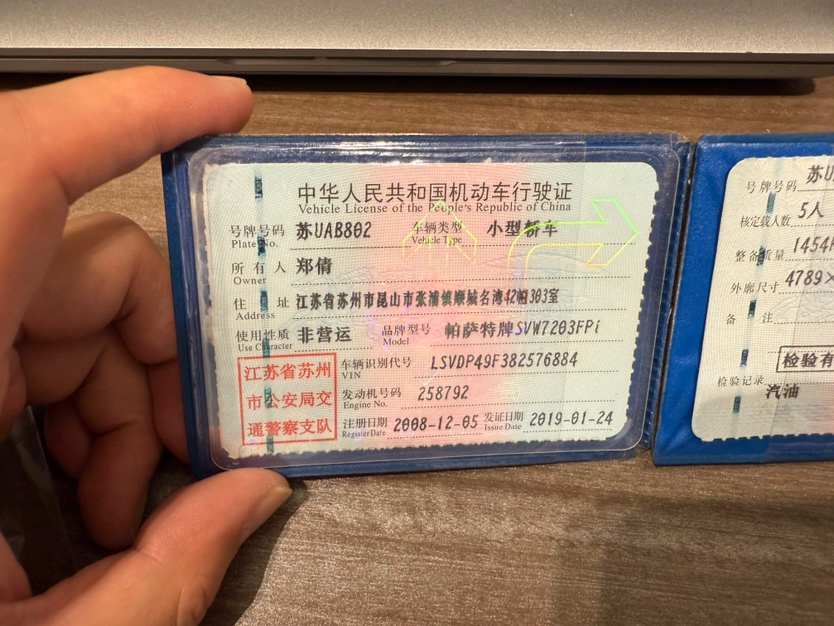 中华人民共和国机动车行驶证
Vehicle License of the People's Republic of China
号牌号码 苏UAB802 车辆类型 小型轿车
Plate No. Vehicle Type
所有人 郑倩
Owner
住址 江苏省苏州市昆山市张浦镇顺城名湾42幢303室
Address
使用性质 非营运 品牌型号 帕萨特牌SVW7203FPi
Use Character Model
江苏省苏州
市公安局交
通警察支队
车辆识别代号 LSVDP49F382576884
VIN
发动机号码 258792
Engine No.
注册日期 2008-12-05 发证日期 2019-01-24
Register Date Issue Date
号牌号码 苏U
核定载人数 5人
整备质量 1454
外廓尺寸 4789×
备注
检验有
检验记录
汽油